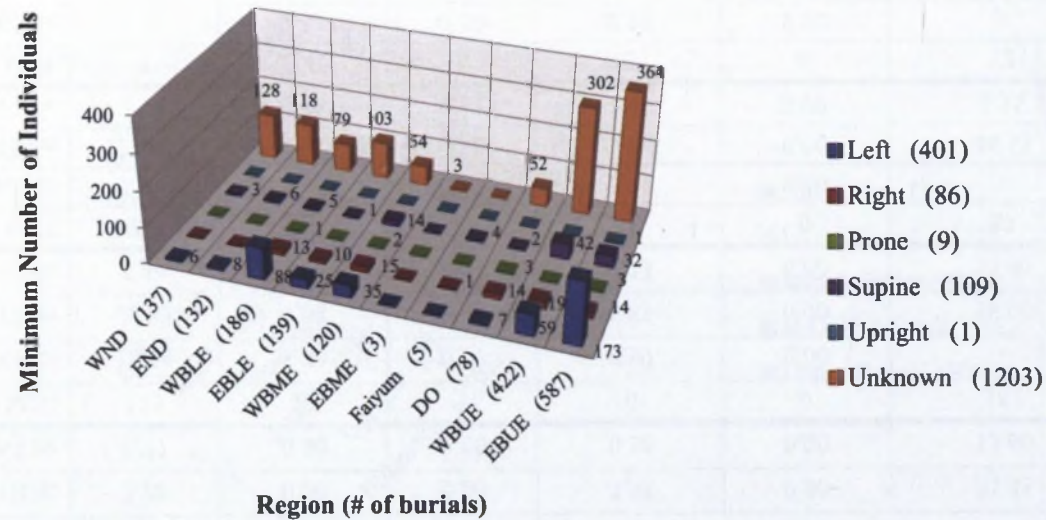 Minimum Number of Individuals
400
300
200
100
0
128 118 79 103 54 3 52 302 364
1
3 6 5 1 14 4 2 42 32
1 2 3 3
13 10 15 1 14 19 14
6 8 88 25 35 7 59 173
WND (137)
END (132)
WBLE (186)
EBLE (139)
WBME (120)
EBME (3)
Faiyum (5)
DO (78)
WBUE (422)
EBUE (587)
Region (# of burials)
Left (401)
Right (86)
Prone (9)
Supine (109)
Upright (1)
Unknown (1203)